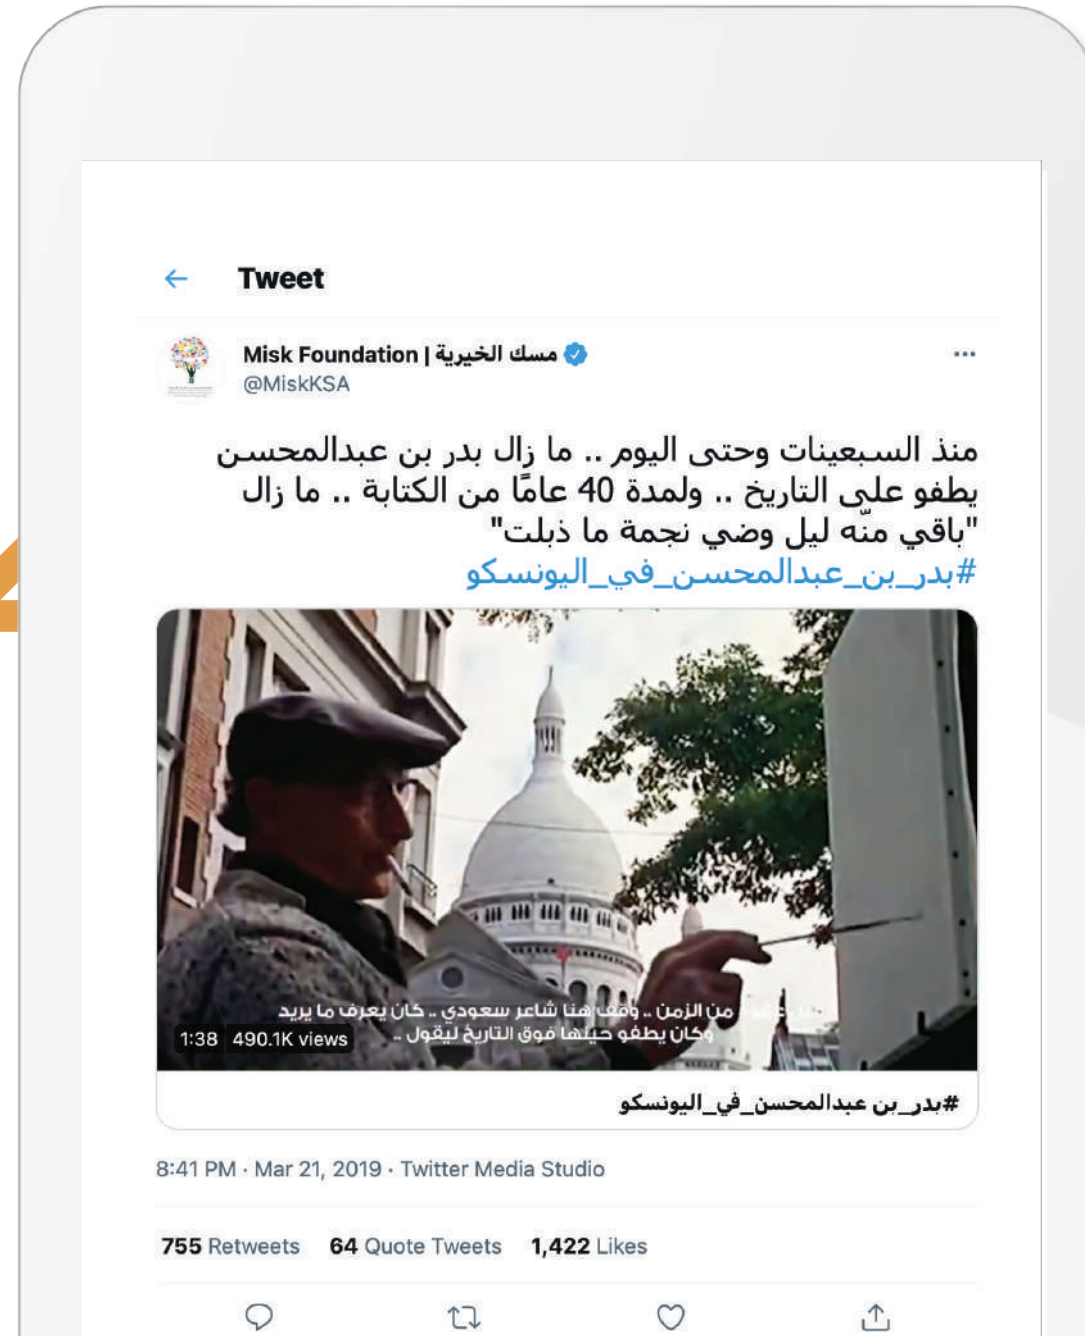 Tweet
Misk Foundation | مسك الخيرية
@MiskKSA
منذ السبعينات وحتى اليوم .. ما زال بدر بن عبدالمحسن
يطفو على التاريخ .. ولمدة 40 عامًا من الكتابة .. ما زال
"باقي منّه ليل وضي نجمة ما ذبلت"
#بدر_بن_عبدالمحسن_في_اليونسكو
من الزمن .. وقف هنا شاعر سعودي .. كان يعرف ما يريد
وكان يطفو حيلها فوق التاريخ ليقول ..
1:38 490.1K views
#بدر_بن عبدالمحسن_في_اليونسكو
8:41 PM · Mar 21, 2019 · Twitter Media Studio
755 Retweets 64 Quote Tweets 1,422 Likes